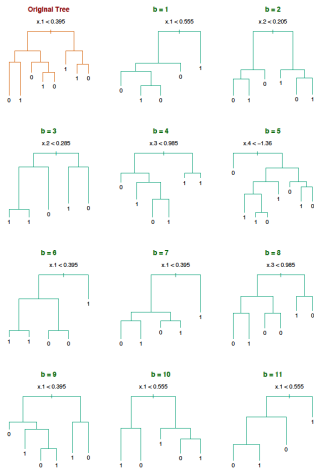 Original Tree
x.1 < 0.395
0 1
0
1 0
1
1 0
b = 1
x.1 < 0.555
0
1 0
0
1
b = 2
x.2 < 0.205
0 1
0
1
0 1
b = 3
x.2 < 0.285
1 1
0
1 0
b = 4
x.3 < 0.985
0
1
0 1
1 1
b = 5
x.4 < −1.36
0
1
1 0
1
0
1 0
b = 6
x.1 < 0.395
1 1
0 0
1
b = 7
x.1 < 0.395
0 1
0 1
1
b = 8
x.3 < 0.985
0 1
0 0
1 0
b = 9
x.1 < 0.395
0
1
0 1
1 0
b = 10
x.1 < 0.555
1 0
1
0 1
b = 11
x.1 < 0.555
0 1
0
1